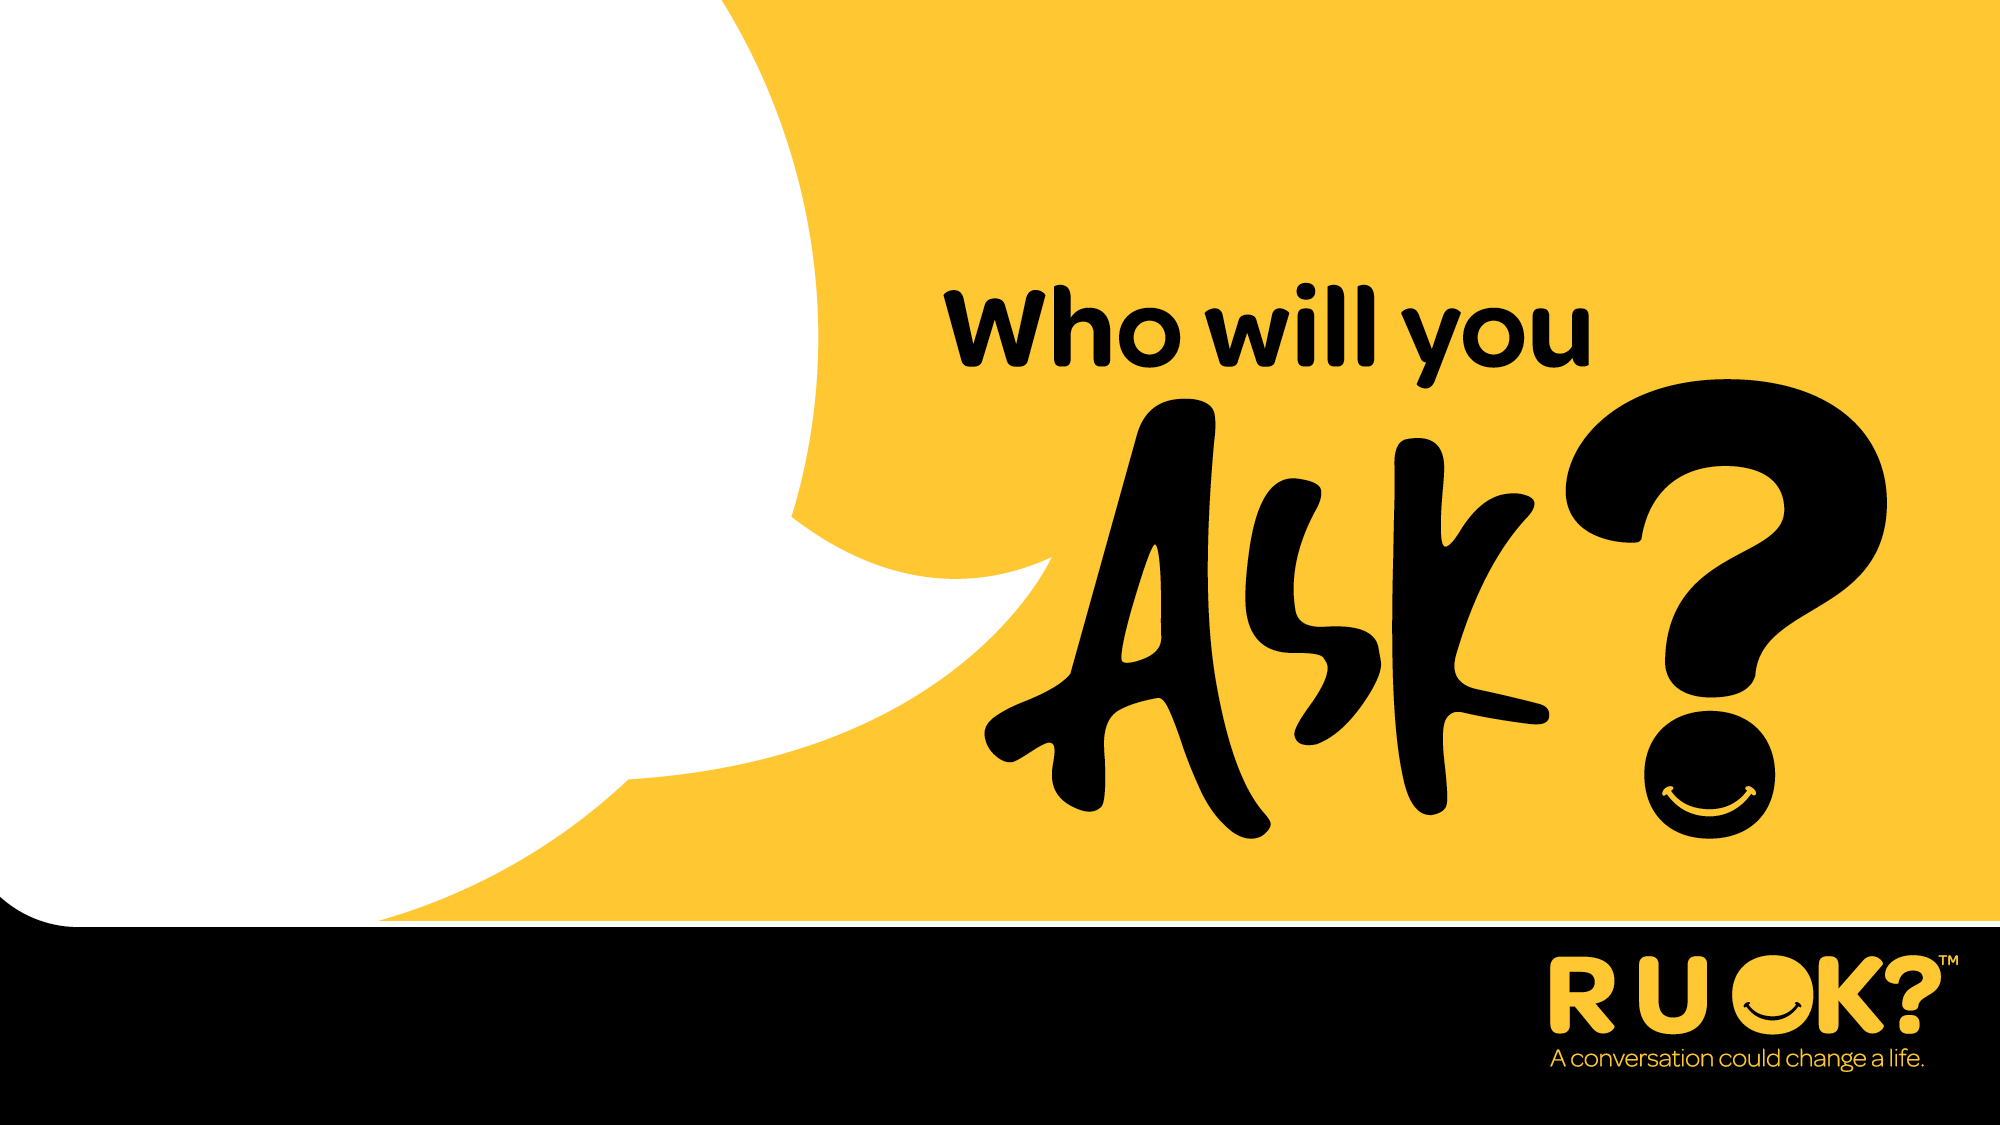 Who will you
Ask?
R U OK?™
A conversation could change a life.